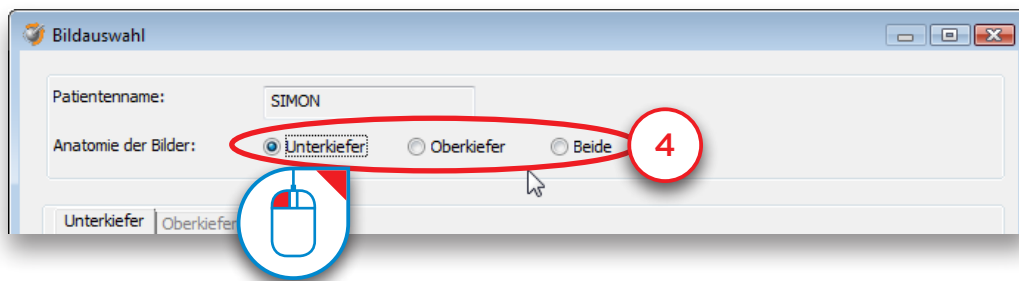 Bildauswahl
Patientenname: SIMON
Anatomie der Bilder: Unterkiefer Oberkiefer Beide 4
Unterkiefer Oberkiefer